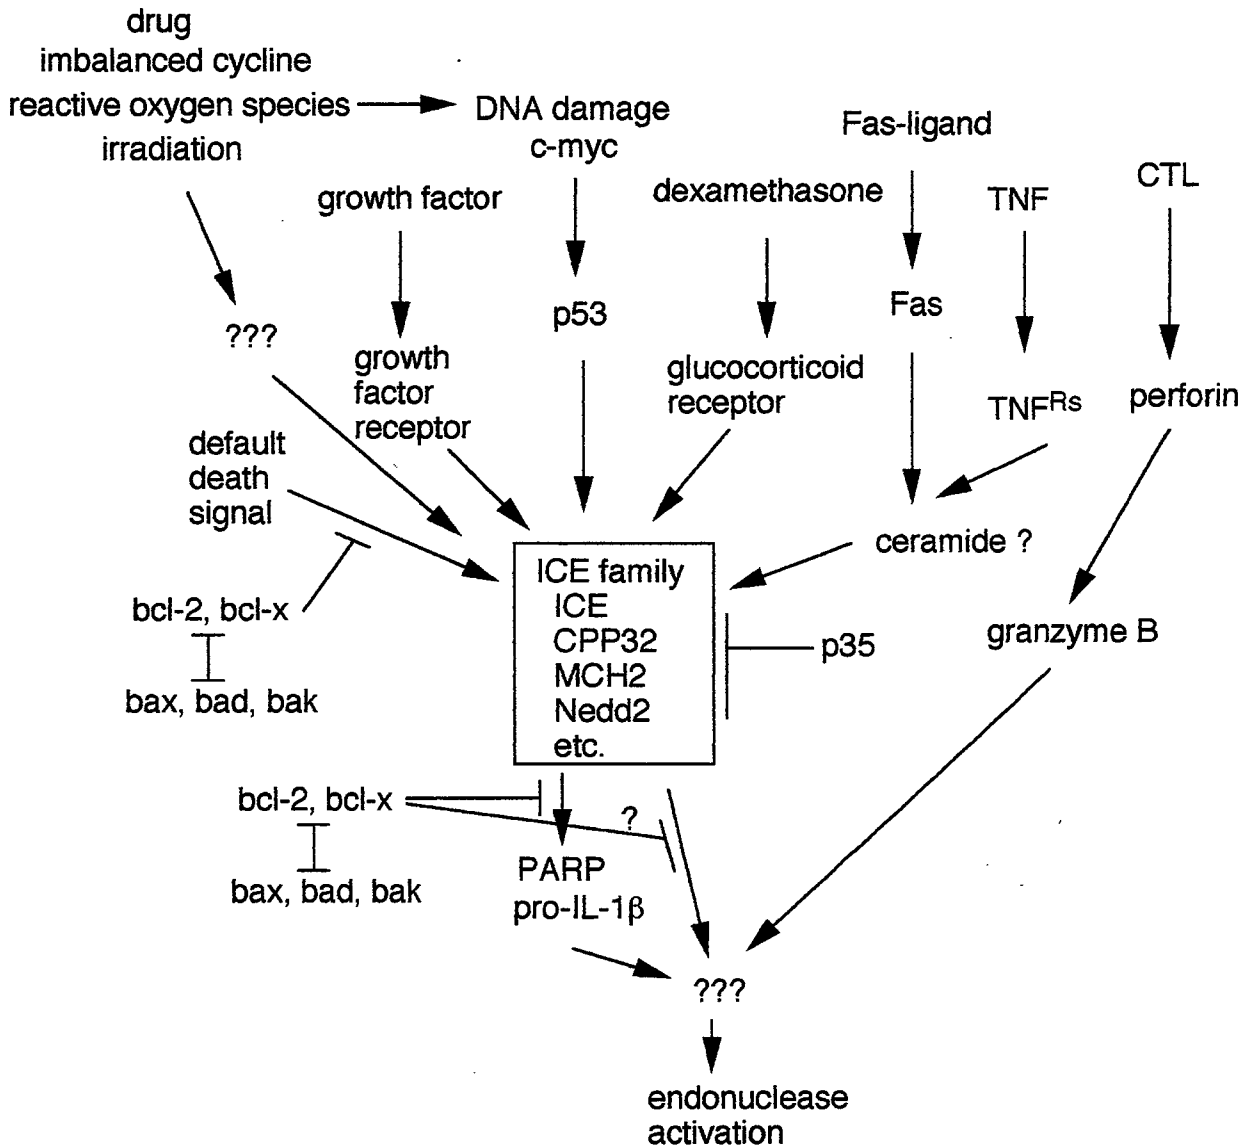 drug
imbalanced cycline
reactive oxygen species
irradiation
DNA damage
c-myc
Fas-ligand
CTL
growth factor
dexamethasone
TNF
???
p53
Fas
growth
factor
receptor
glucocorticoid
receptor
TNFRs
perforin
default
death
signal
ceramide ?
bcl-2, bcl-x
bax, bad, bak
ICE family
ICE
CPP32
MCH2
Nedd2
etc.
p35
granzyme B
bcl-2, bcl-x
bax, bad, bak
?
PARP
pro-IL-1β
???
endonuclease
activation